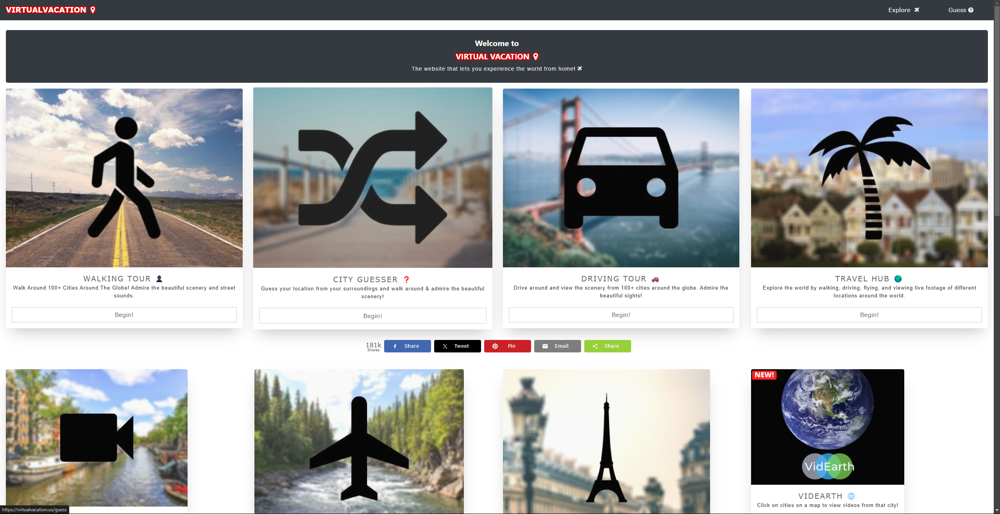 VIRTUALVACATION
Explore
Guess
Welcome to
VIRTUAL VACATION
The website that lets you experience the world from home!
WALKING TOUR
Walk Around 100+ Cities Around The Globe! Admire the beautiful scenery and street
sounds.
Begin!
CITY GUESSER ❓
Guess your location from your surroundings and walk around & admire the beautiful
scenery!
Begin!
DRIVING TOUR
Drive around and view the scenery from 100+ cities around the globe. Admire the
beautiful sights!
Begin!
TRAVEL HUB
Explore the world by walking, driving, flying, and viewing live footage of different
locations around the world.
Begin!
181k
Shares
Share
Tweet
Pin
Email
Share
NEW!
VidEarth
VIDEARTH
Click on cities on a map to view videos from that city!
https://virtualvacation.us/guess